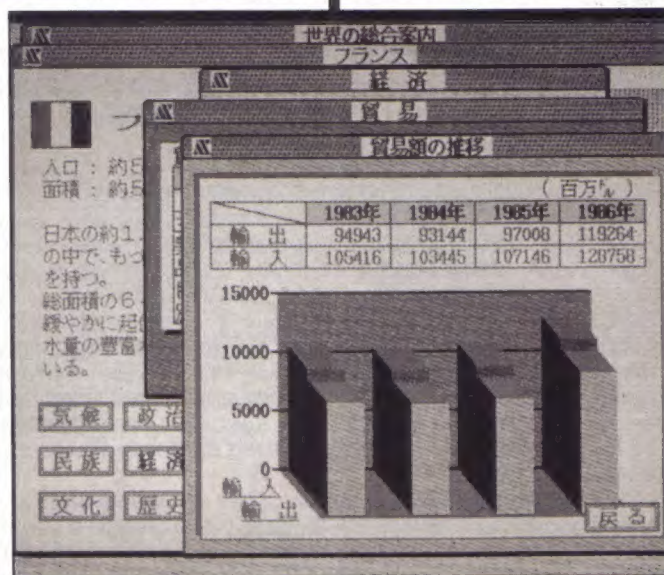 世界の総合案内
フランス
経 済
貿 易
貿易額の推移
フ
人口 : 約5
面積 : 約5
日本の約1.
の中で、もっ
を持つ。
総面積の6
緩やかに起
水量の豊富
いる。
気候 政治
民族 経済
文化 歴史
(百万㌦)
1983年 1984年 1985年 1986年
輸 出 94943 93144 97008 119264
輸 入 105416 103445 107146 128758
15000
10000
5000
0
輸 入
輸 出
戻る